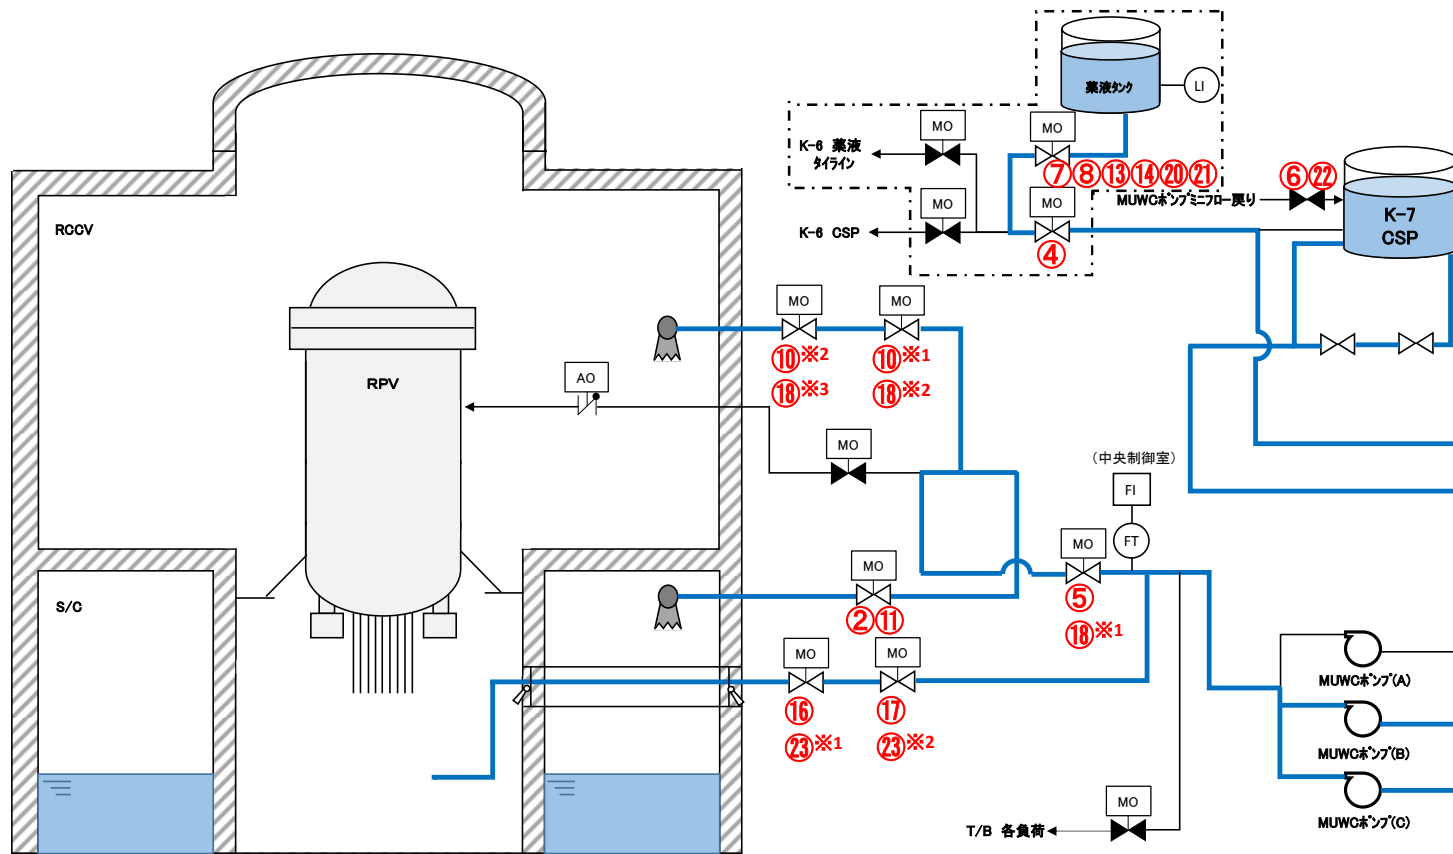 薬液タンク
LI
MO
MO
K-6 薬液
タイライン
⑦⑧⑬⑭⑳㉑
⑥㉒
MUWCポンプミニフロー戻り
MO
MO
K-6 CSP
④
K-7
CSP
RCCV
MO
MO
⑩※2
⑩※1
⑱※3
⑱※2
AO
RPV
MO
(中央制御室)
FI
FT
MO
MO
⑤
⑱※1
S/C
②⑪
MO
MO
⑯
⑰
㉓※1
㉓※2
MUWCポンプ(A)
MUWCポンプ(B)
MUWCポンプ(C)
MO
T/B 各負荷